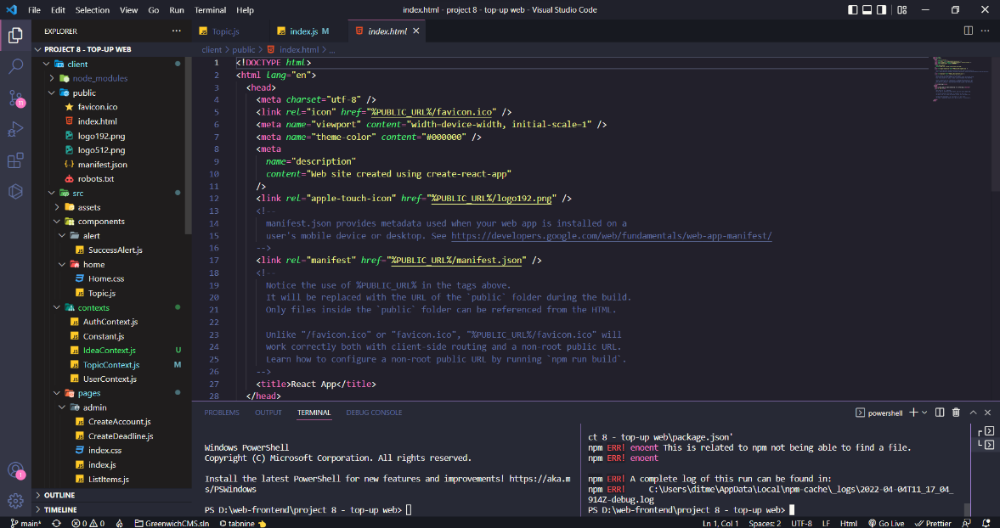 File Edit Selection View Go Run Terminal Help
index.html - project 8 - top-up web - Visual Studio Code
EXPLORER
PROJECT 8 - TOP-UP WEB
client
node_modules
public
favicon.ico
index.html
logo192.png
logo512.png
manifest.json
robots.txt
src
assets
components
alert
SuccessAlert.js
home
Home.css
Topic.js
contexts
AuthContext.js
Constant.js
IdeaContext.js U
TopicContext.js M
UserContext.js
pages
admin
CreateAccount.js
CreateDeadline.js
index.css
index.js
ListItems.js
OUTLINE
TIMELINE
11
1
Topic.js
index.js M
index.html
client > public > index.html > ...
1 <!DOCTYPE html>
2 <html lang="en">
3 <head>
4 <meta charset="utf-8" />
5 <link rel="icon" href="%PUBLIC_URL%/favicon.ico" />
6 <meta name="viewport" content="width=device-width, initial-scale=1" />
7 <meta name="theme-color" content="#000000" />
8 <meta
9 name="description"
10 content="Web site created using create-react-app"
11 />
12 <link rel="apple-touch-icon" href="%PUBLIC_URL%/logo192.png" />
13 <!--
14 manifest.json provides metadata used when your web app is installed on a
15 user's mobile device or desktop. See https://developers.google.com/web/fundamentals/web-app-manifest/
16 -->
17 <link rel="manifest" href="%PUBLIC_URL%/manifest.json" />
18 <!--
19 Notice the use of %PUBLIC_URL% in the tags above.
20 It will be replaced with the URL of the `public` folder during the build.
21 Only files inside the `public` folder can be referenced from the HTML.
22
23 Unlike "/favicon.ico" or "favicon.ico", "%PUBLIC_URL%/favicon.ico" will
24 work correctly both with client-side routing and a non-root public URL.
25 Learn how to configure a non-root public URL by running `npm run build`.
26 -->
27 <title>React App</title>
28 </head>
PROBLEMS OUTPUT TERMINAL DEBUG CONSOLE
powershell
Windows PowerShell
Copyright (C) Microsoft Corporation. All rights reserved.
Install the latest PowerShell for new features and improvements! https://aka.m
s/PSWindows
PS D:\web-frontend\project 8 - top-up web>
ct 8 - top-up web\package.json'
npm ERR! enoent This is related to npm not being able to find a file.
npm ERR! enoent
npm ERR! A complete log of this run can be found in:
npm ERR! C:\Users\ditme\AppData\Local\npm-cache\_logs\2022-04-04T11_17_04_
914Z-debug.log
PS D:\web-frontend\project 8 - top-up web>
main* 0 0 GreenwichCMS.sln tabnine Ln 1, Col 1 Spaces: 2 UTF-8 LF Html Go Live Prettier